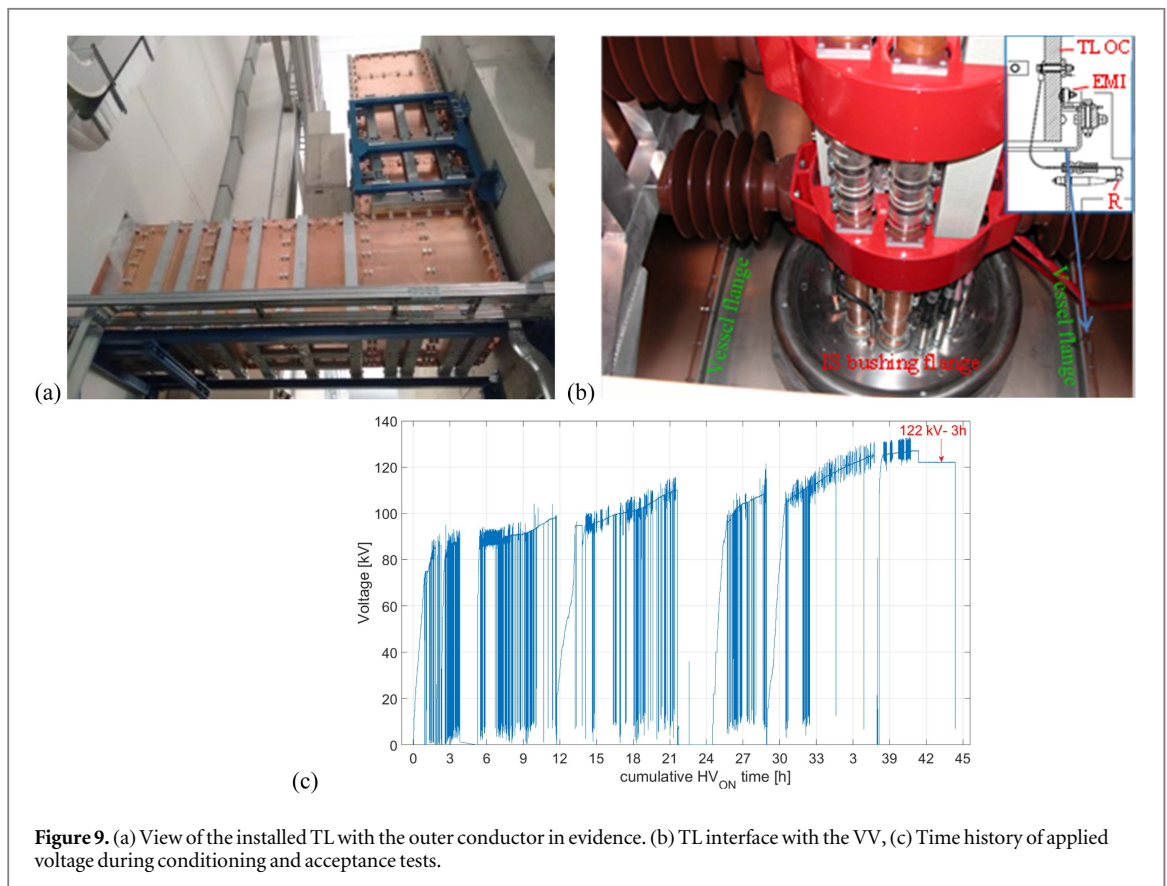 TL OC
EMI
R
Vessel flange
Vessel flange
IS bushing flange
(a)
(b)
140
120
100
80
60
40
20
0
Voltage [kV]
122 kV- 3h
0 3 6 9 12 15 18 21 24 27 30 33 3 39 42 45
cumulative HVON time [h]
(c)
Figure 9. (a) View of the installed TL with the outer conductor in evidence. (b) TL interface with the VV, (c) Time history of applied
voltage during conditioning and acceptance tests.